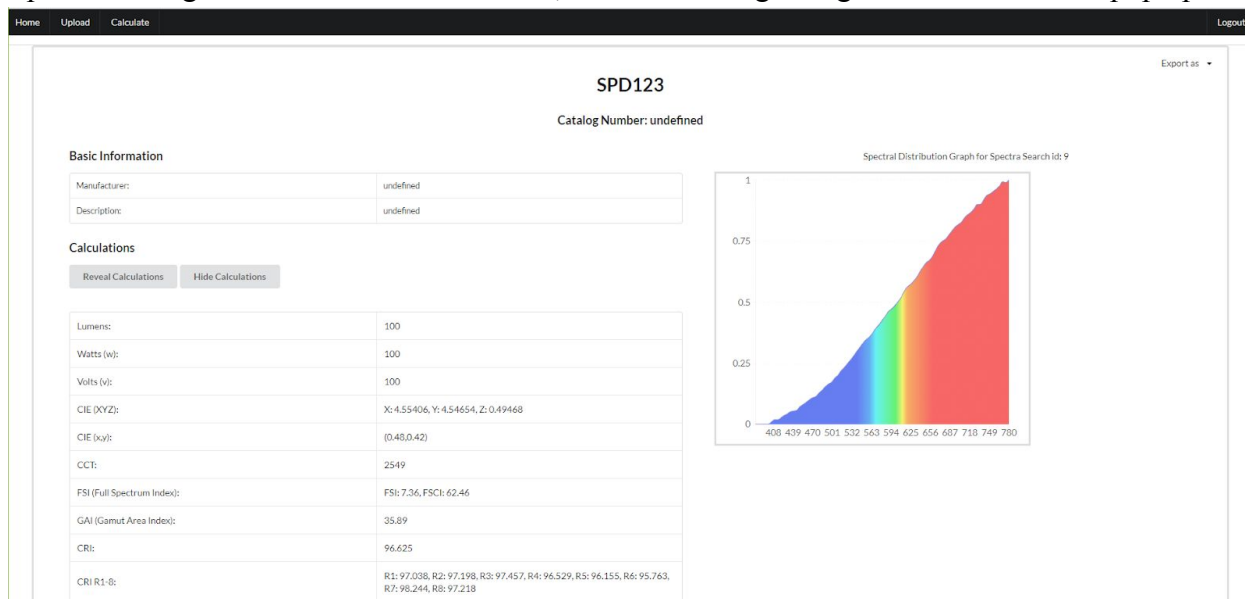 Home Upload Calculate Logout
Export as
SPD123
Catalog Number: undefined
Basic Information
Manufacturer: undefined
Description: undefined
Calculations
Reveal Calculations Hide Calculations
Lumens: 100
Watts (w): 100
Volts (v): 100
CIE (XYZ): X: 4.55406, Y: 4.54654, Z: 0.49468
CIE (x,y): (0.48,0.42)
CCT: 2549
FSI (Full Spectrum Index): FSI: 7.36, FSCI: 62.46
GAI (Gamut Area Index): 35.89
CRI: 96.625
CRI R1-8: R1: 97.038, R2: 97.198, R3: 97.457, R4: 96.529, R5: 96.155, R6: 95.763,
R7: 98.244, R8: 97.218
Spectral Distribution Graph for Spectra Search id: 9
1
0.75
0.5
0.25
0
408 439 470 501 532 563 594 625 656 687 718 749 780